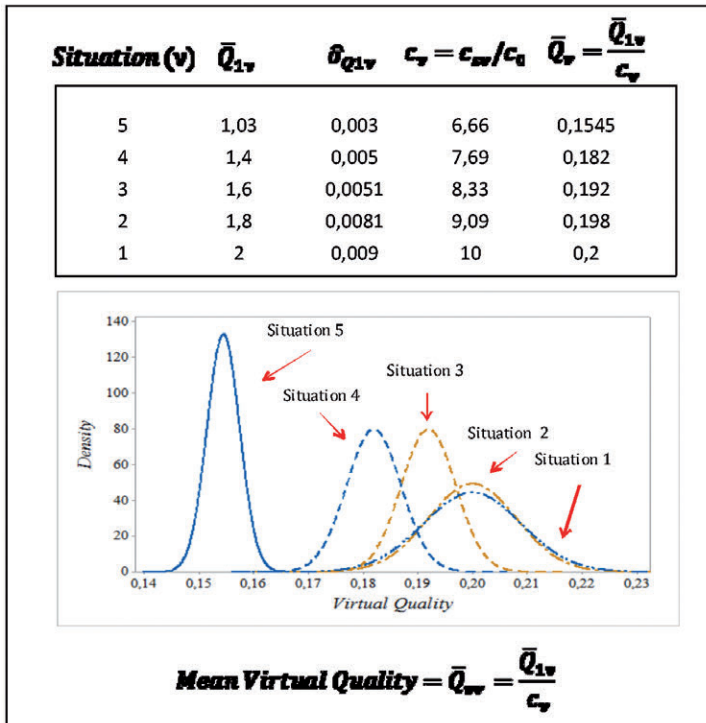 Situation (v) Q̄₁ᵥ σ̂_Q1v cᵥ = c_sv/c₀ Q̄ᵥ = Q̄₁ᵥ/cᵥ
5 1,03 0,003 6,66 0,1545
4 1,4 0,005 7,69 0,182
3 1,6 0,0051 8,33 0,192
2 1,8 0,0081 9,09 0,198
1 2 0,009 10 0,2
140
120
100
80
60
40
20
0
Density
Situation 5
Situation 4
Situation 3
Situation 2
Situation 1
0,14 0,15 0,16 0,17 0,18 0,19 0,20 0,21 0,22 0,23
Virtual Quality
Mean Virtual Quality = Q̄_sv = Q̄₁ᵥ/cᵥ